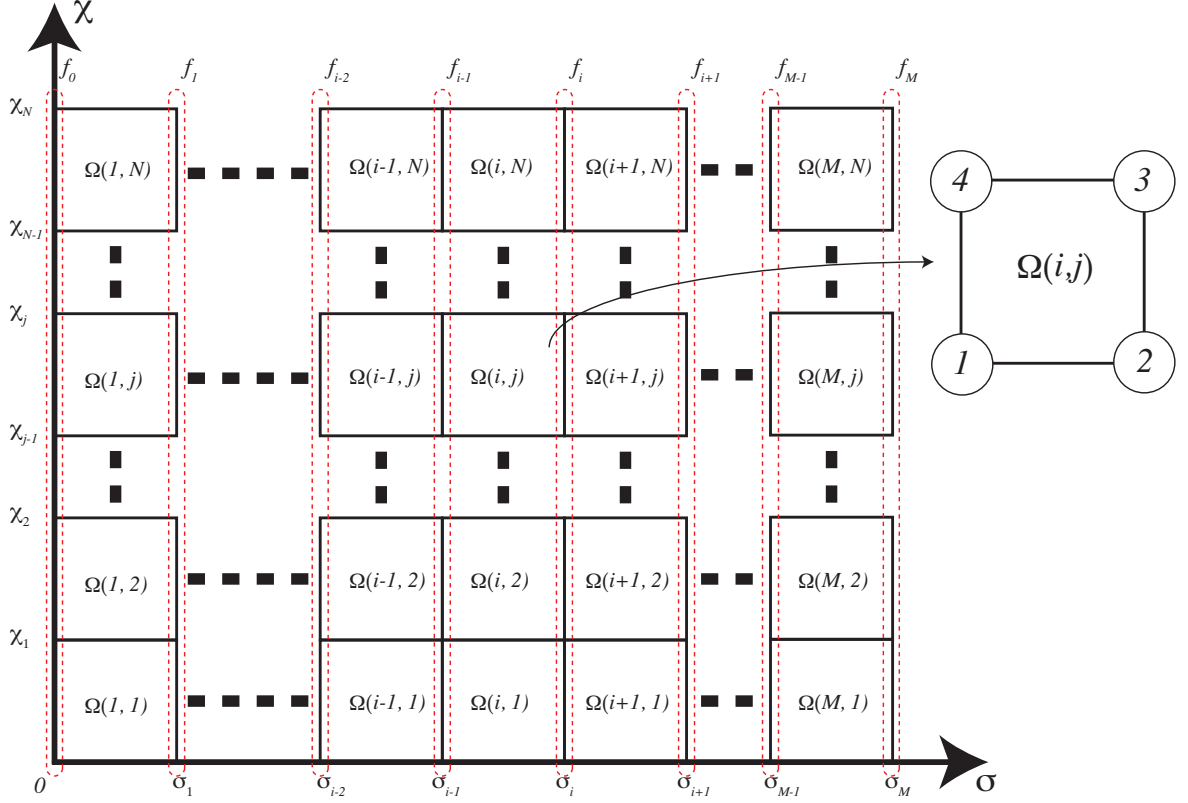 χ
f0 f1 fi-2 fi-1 fi fi+1 fM-1 fM
χN
Ω(1, N) Ω(i-1, N) Ω(i, N) Ω(i+1, N) Ω(M, N)
4 3
χN-1
Ω(i,j)
χj
1 2
Ω(1, j) Ω(i-1, j) Ω(i, j) Ω(i+1, j) Ω(M, j)
χj-1
χ2
Ω(1, 2) Ω(i-1, 2) Ω(i, 2) Ω(i+1, 2) Ω(M, 2)
χ1
Ω(1, 1) Ω(i-1, 1) Ω(i, 1) Ω(i+1, 1) Ω(M, 1)
0 σ1 σi-2 σi-1 σi σi+1 σM-1 σM σ